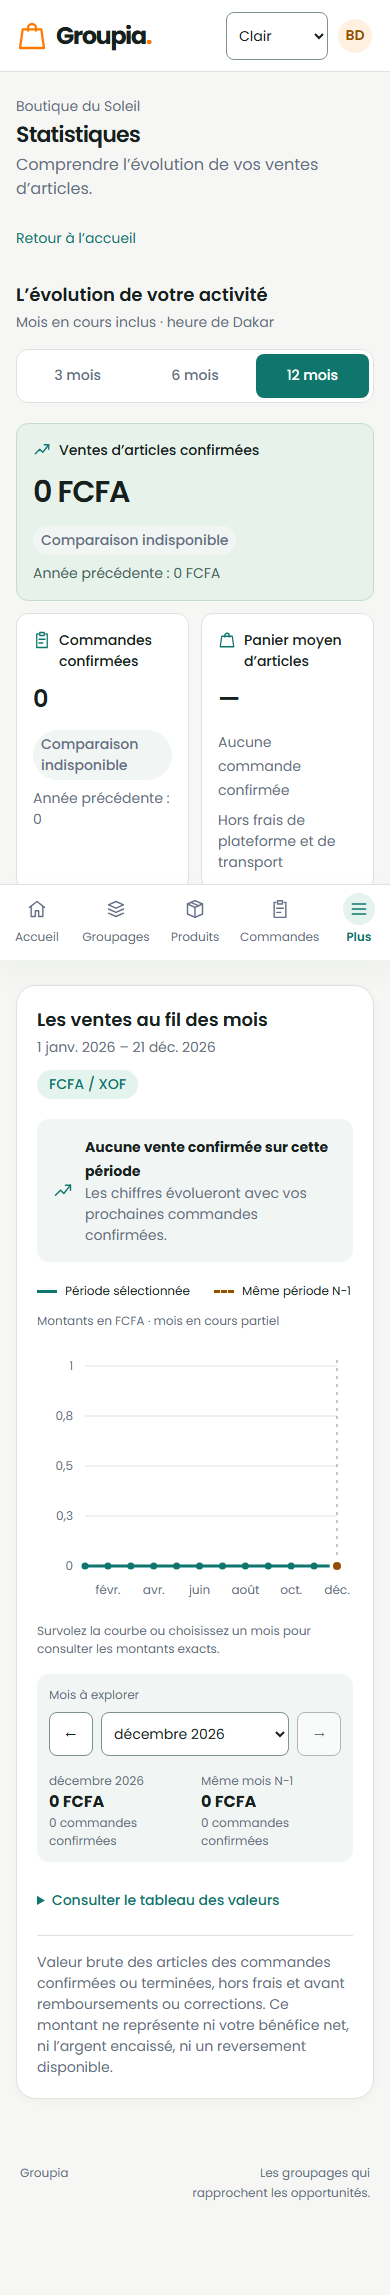 Groupia.
Clair
BD
Boutique du Soleil
Statistiques
Comprendre l’évolution de vos ventes
d’articles.
Retour à l’accueil
L’évolution de votre activité
Mois en cours inclus · heure de Dakar
3 mois
6 mois
12 mois
Ventes d’articles confirmées
0 FCFA
Comparaison indisponible
Année précédente : 0 FCFA
Commandes
confirmées
0
Comparaison
indisponible
Année précédente :
0
Panier moyen
d’articles
—
Aucune
commande
confirmée
Hors frais de
plateforme et de
transport
Accueil
Groupages
Produits
Commandes
Plus
Les ventes au fil des mois
1 janv. 2026 – 21 déc. 2026
FCFA / XOF
Aucune vente confirmée sur cette
période
Les chiffres évolueront avec vos
prochaines commandes
confirmées.
Période sélectionnée
Même période N-1
Montants en FCFA · mois en cours partiel
1
0,8
0,5
0,3
0
févr.
avr.
juin
août
oct.
déc.
Survolez la courbe ou choisissez un mois pour
consulter les montants exacts.
Mois à explorer
←
décembre 2026
→
décembre 2026
0 FCFA
0 commandes
confirmées
Même mois N-1
0 FCFA
0 commandes
confirmées
Consulter le tableau des valeurs
Valeur brute des articles des commandes
confirmées ou terminées, hors frais et avant
remboursements ou corrections. Ce
montant ne représente ni votre bénéfice net,
ni l’argent encaissé, ni un reversement
disponible.
Groupia
Les groupages qui
rapprochent les opportunités.